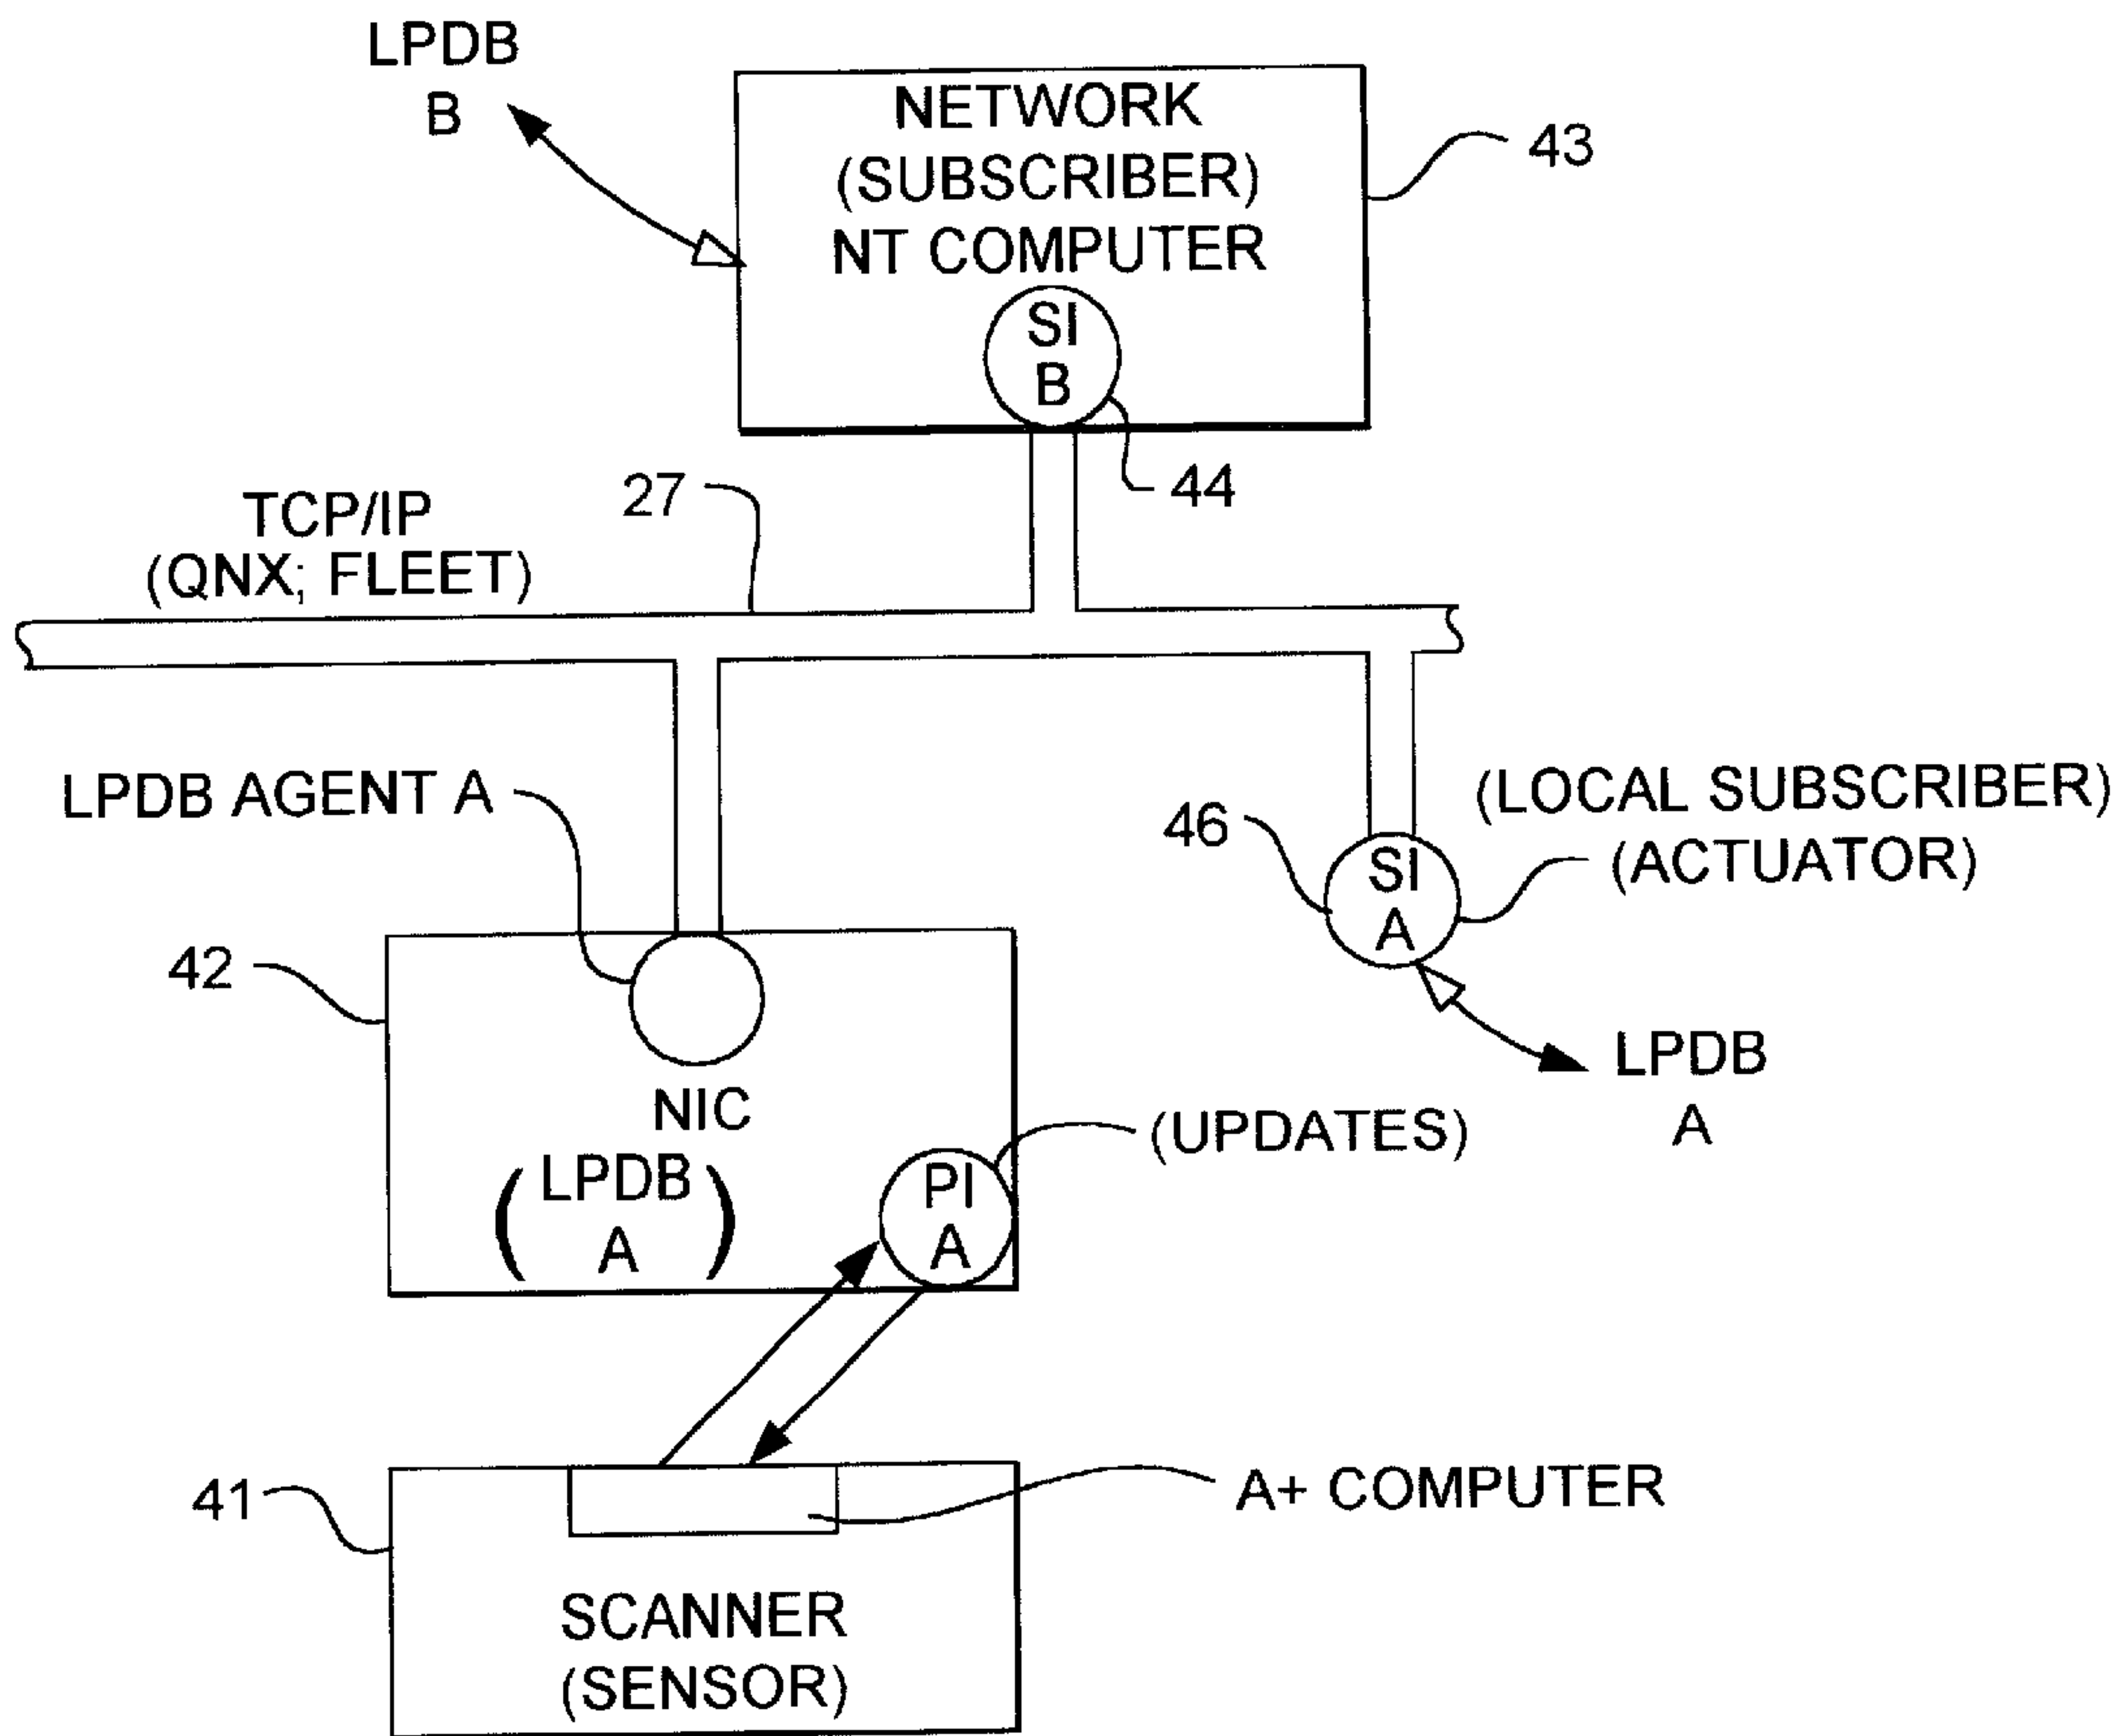 LPDB
B
NETWORK
(SUBSCRIBER)
NT COMPUTER
43
SI
B
44
27
TCP/IP
(QNX; FLEET)
LPDB AGENT A
(LOCAL SUBSCRIBER)
46
(ACTUATOR)
SI
A
42
LPDB
A
NIC
(UPDATES)
(LPDB
A)
PI
A
41
A+ COMPUTER
SCANNER
(SENSOR)